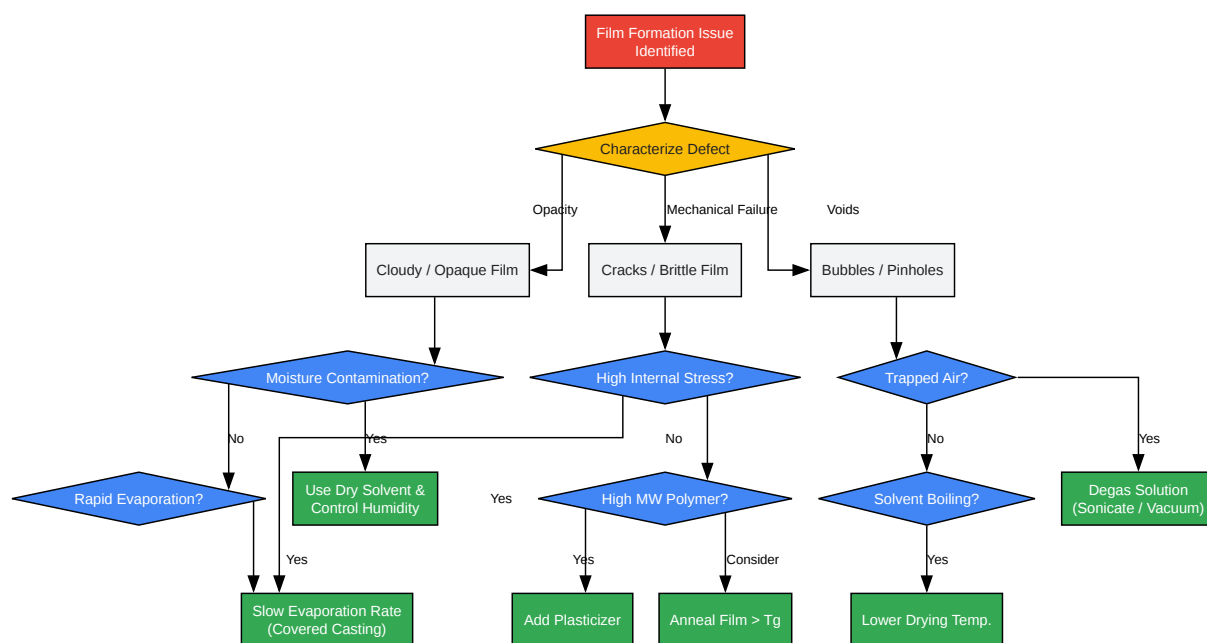 Film Formation Issue
Identified
Characterize Defect
Opacity
Mechanical Failure
Voids
Cloudy / Opaque Film
Cracks / Brittle Film
Bubbles / Pinholes
Moisture Contamination?
High Internal Stress?
Trapped Air?
No
Yes
No
No
Yes
Rapid Evaporation?
Use Dry Solvent &
Control Humidity
Yes
High MW Polymer?
Solvent Boiling?
Degas Solution
(Sonicate / Vacuum)
Yes
Yes
Consider
Yes
Slow Evaporation Rate
(Covered Casting)
Add Plasticizer
Anneal Film > Tg
Lower Drying Temp.